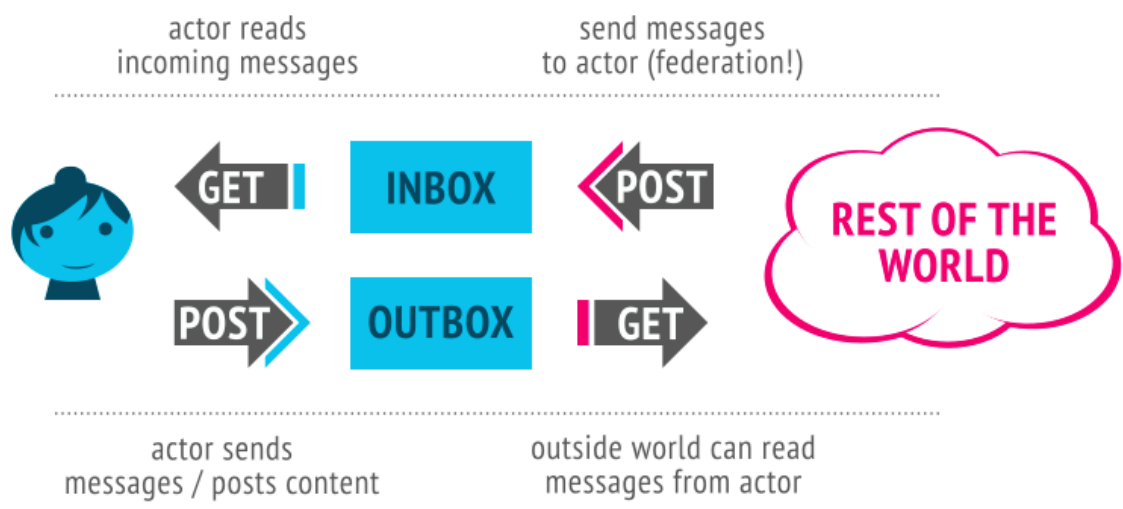 actor reads
incoming messages
send messages
to actor (federation!)
GET
INBOX
POST
REST OF THE
WORLD
POST
OUTBOX
GET
actor sends
messages / posts content
outside world can read
messages from actor